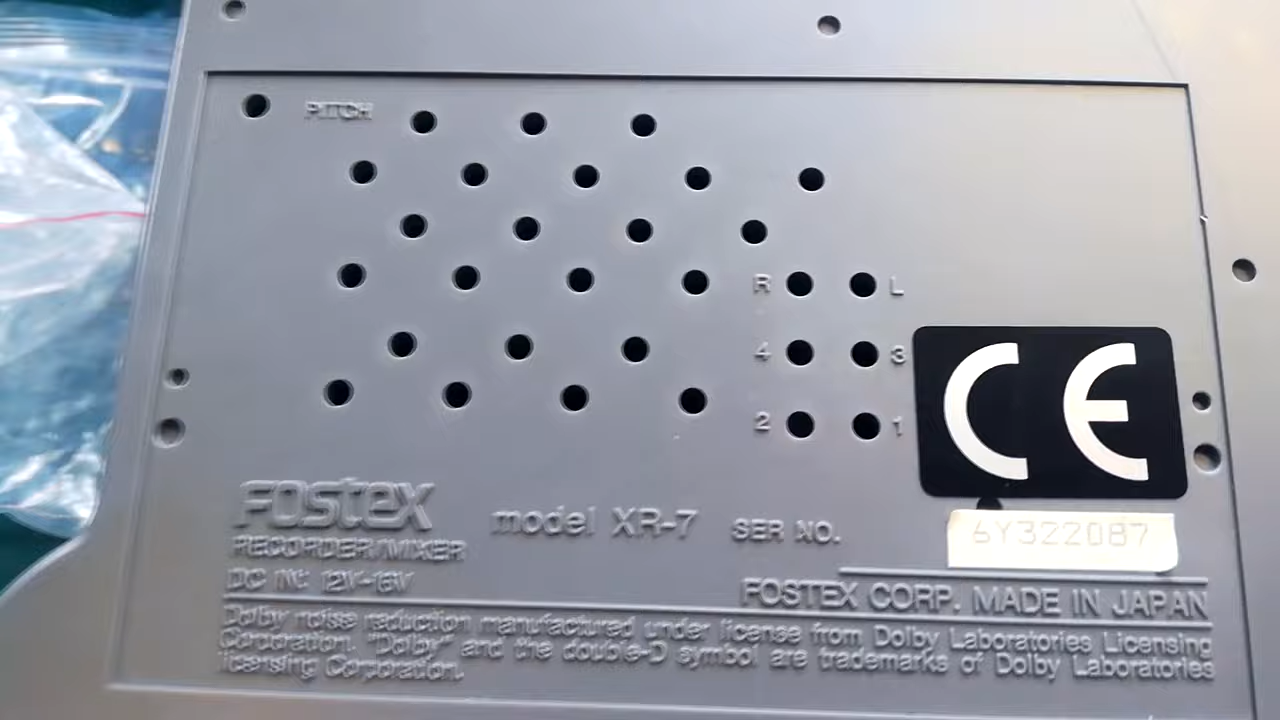 PITCH
R L
4 3
2 1
CE
FOSTEX
model XR-7 SER NO. 6Y322087
RECORDER/MIXER
DC IN: 12V-16V
FOSTEX CORP. MADE IN JAPAN
Dolby noise reduction manufactured under license from Dolby Laboratories Licensing
Corporation. "Dolby" and the double-D symbol are trademarks of Dolby Laboratories
licensing Corporation.